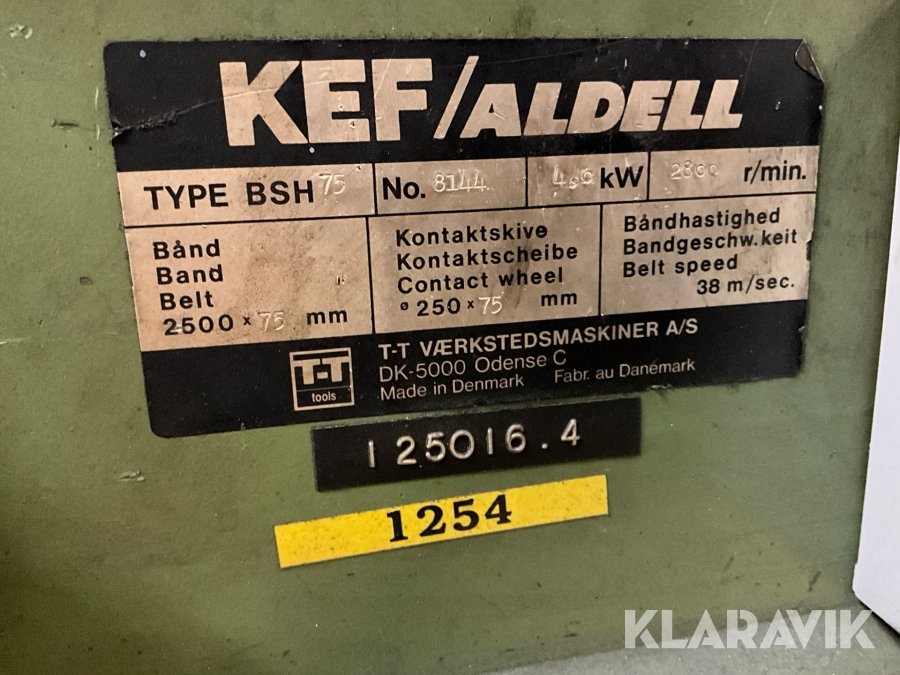 KEF/ALDELL
TYPE BSH 75 No. 8144 kW r/min.
Bånd
Band
Belt
2500 x 75 mm
Kontaktskive
Kontaktscheibe
Contact wheel
ø 250 x 75 mm
Båndhastighed
Bandgeschw.keit
Belt speed
38 m/sec.
T-T
tools
T-T VÆRKSTEDSMASKINER A/S
DK-5000 Odense C
Made in Denmark Fabr. au Danemark
125016.4
1254
KLARAVIK